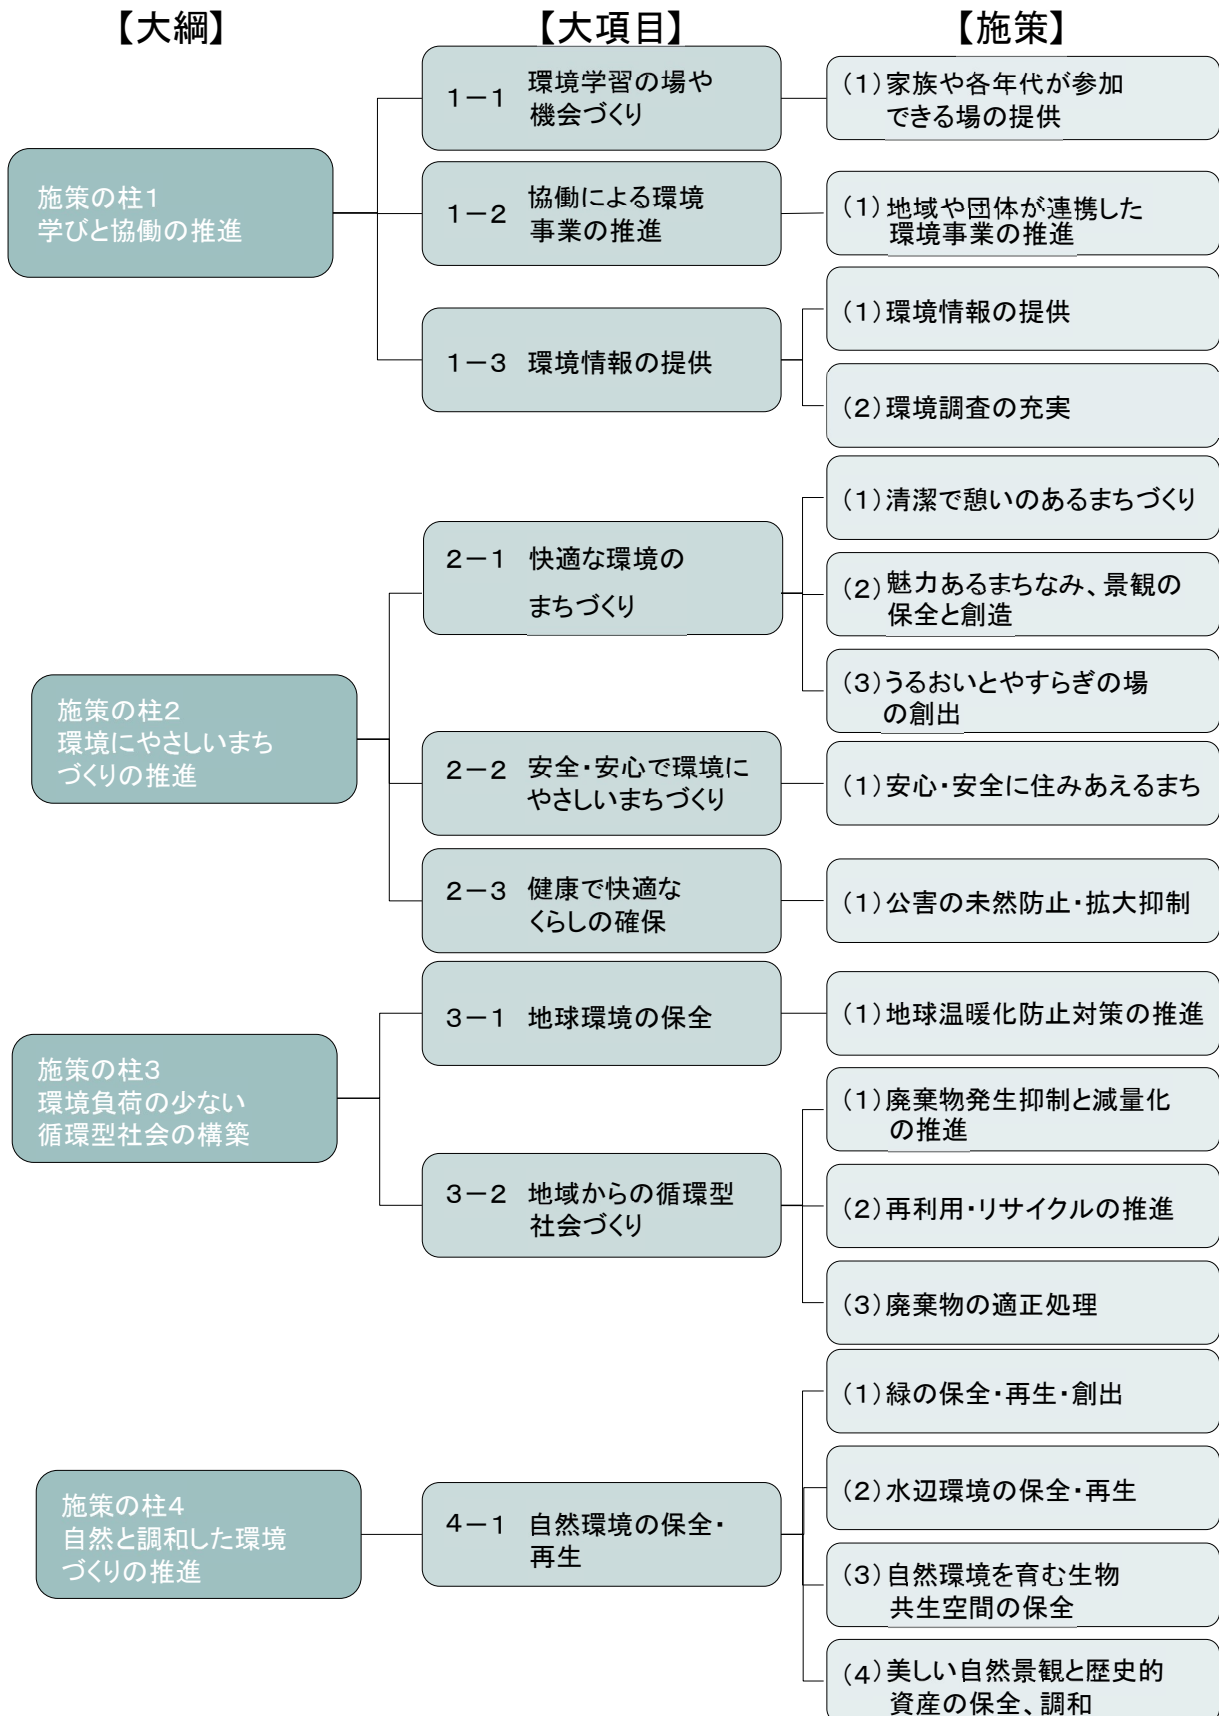 【大綱】 【大項目】 【施策】
施策の柱１
学びと協働の推進
１－１ 環境学習の場や
機会づくり
(１)家族や各年代が参加
できる場の提供
１－２ 協働による環境
事業の推進
(１)地域や団体が連携した
環境事業の推進
１－３ 環境情報の提供
(１)環境情報の提供
(２)環境調査の充実
施策の柱２
環境にやさしいまち
づくりの推進
２－１ 快適な環境の
まちづくり
(１)清潔で憩いのあるまちづくり
(２)魅力あるまちなみ、景観の
保全と創造
(３)うるおいとやすらぎの場
の創出
２－２ 安全・安心で環境に
やさしいまちづくり
(１)安心・安全に住みあえるまち
２－３ 健康で快適な
くらしの確保
(１)公害の未然防止・拡大抑制
施策の柱３
環境負荷の少ない
循環型社会の構築
３－１ 地球環境の保全
(１)地球温暖化防止対策の推進
３－２ 地域からの循環型
社会づくり
(１)廃棄物発生抑制と減量化
の推進
(２)再利用・リサイクルの推進
(３)廃棄物の適正処理
施策の柱４
自然と調和した環境
づくりの推進
４－１ 自然環境の保全・
再生
(１)緑の保全・再生・創出
(２)水辺環境の保全・再生
(３)自然環境を育む生物
共生空間の保全
(４)美しい自然景観と歴史的
資産の保全、調和